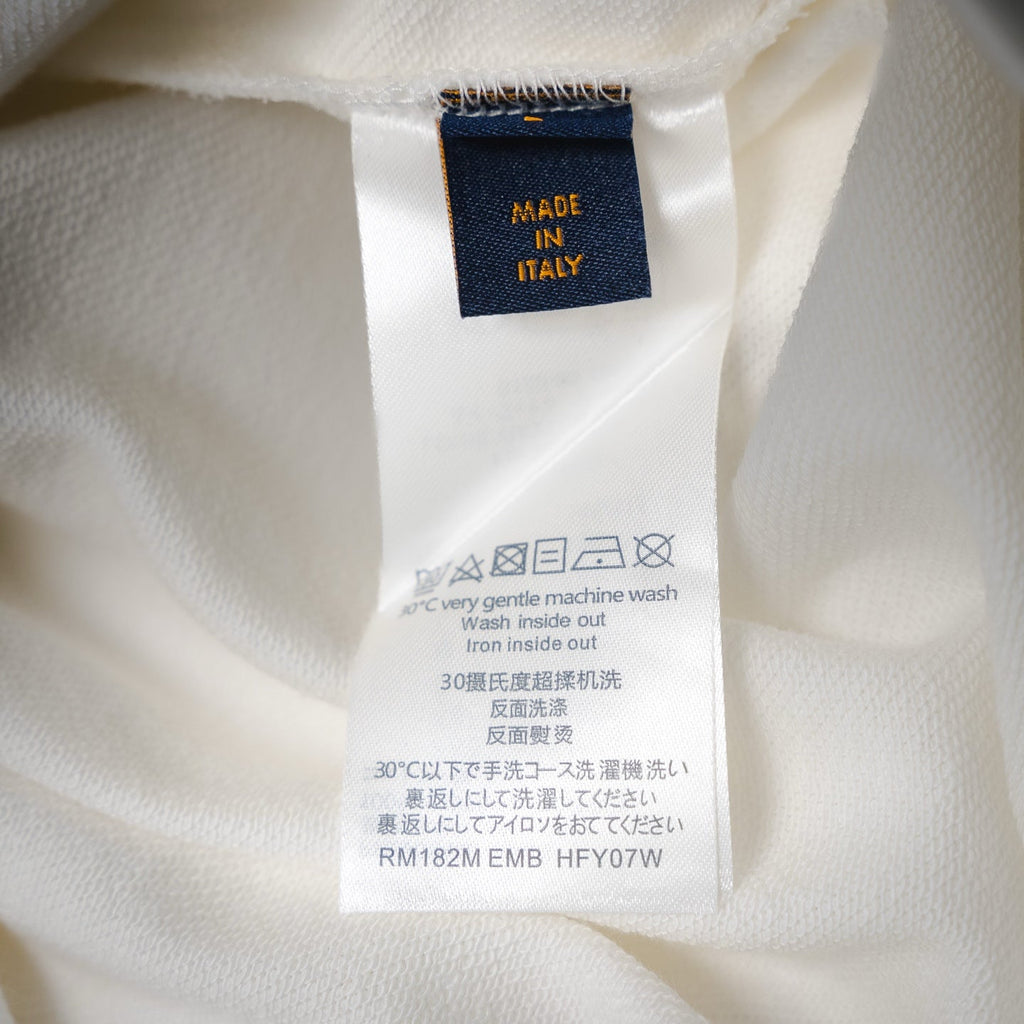 MADE
IN
ITALY
30°C very gentle machine wash
Wash inside out
Iron inside out
30摄氏度超揉机洗
反面洗涤
反面熨烫
30°C以下で手洗コース洗濯機洗い
裏返しにして洗濯してください
裏返しにしてアイロソをおててください
RM182M EMB HFY07W